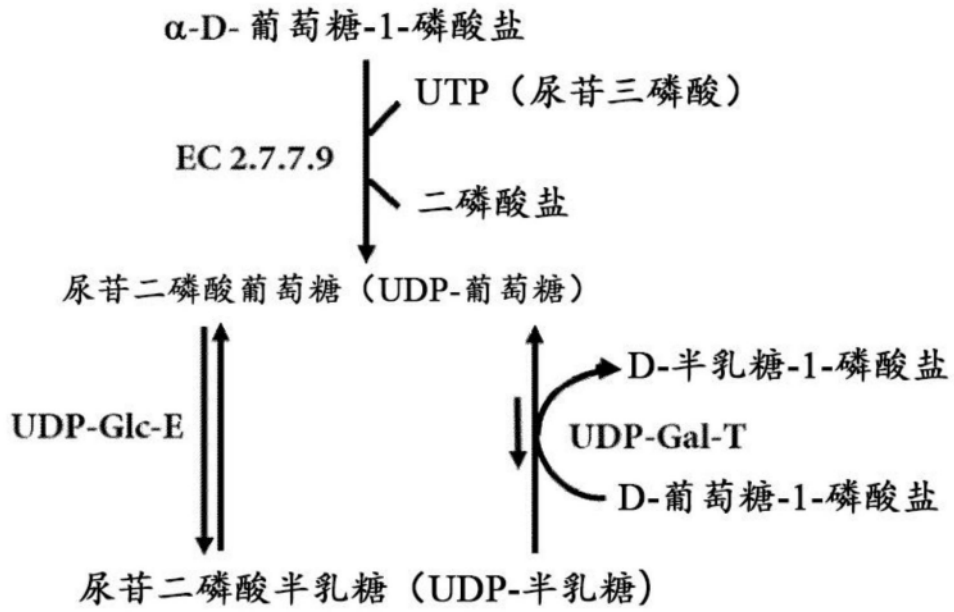 α-D-葡萄糖-1-磷酸盐
UTP（尿苷三磷酸）
EC 2.7.7.9
二磷酸盐
尿苷二磷酸葡萄糖（UDP-葡萄糖）
D-半乳糖-1-磷酸盐
UDP-Glc-E
UDP-Gal-T
D-葡萄糖-1-磷酸盐
尿苷二磷酸半乳糖（UDP-半乳糖）